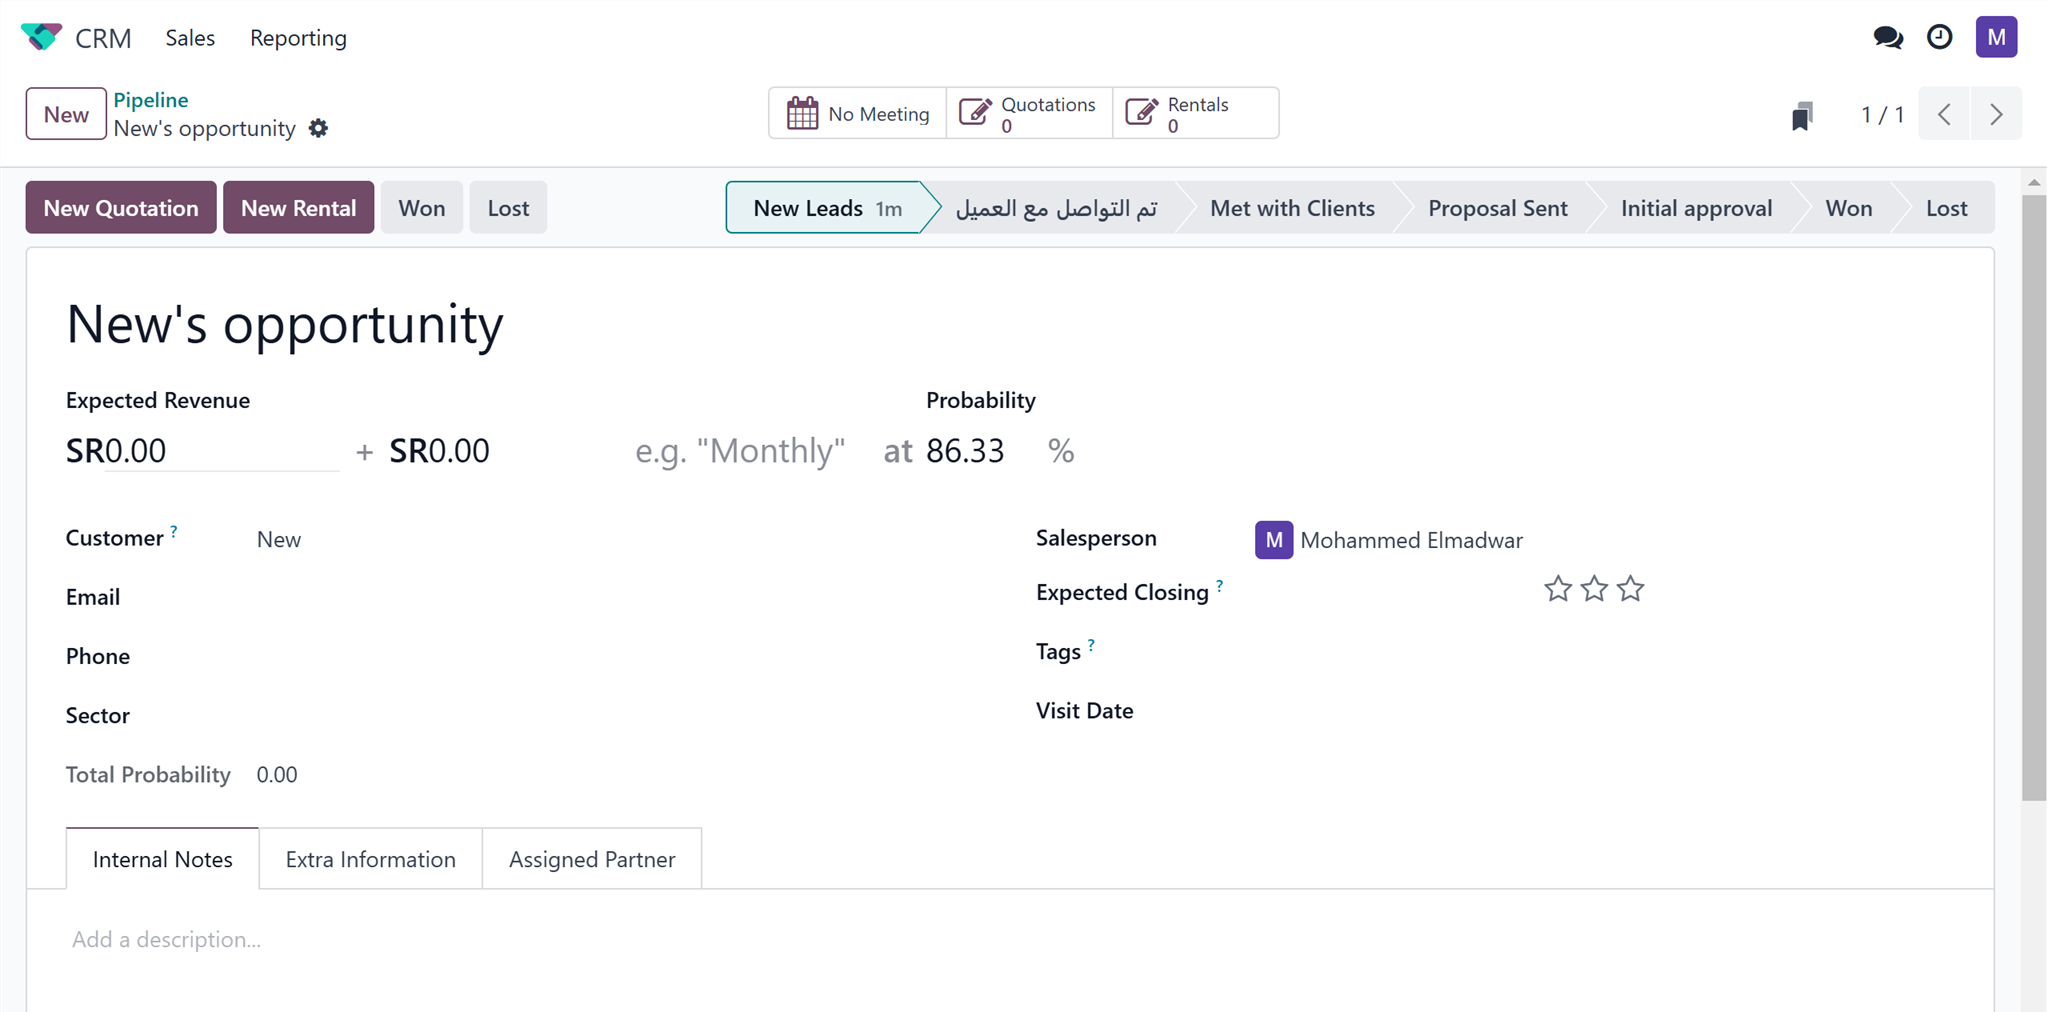 CRM Sales Reporting M
New Pipeline
New's opportunity
No Meeting
Quotations
0
Rentals
0
1 / 1
New Quotation New Rental Won Lost
New Leads 1m تم التواصل مع العميل Met with Clients Proposal Sent Initial approval Won Lost
New's opportunity
Expected Revenue Probability
SR0.00 + SR0.00 e.g. "Monthly" at 86.33 %
Customer ? New
Email
Phone
Sector
Total Probability 0.00
Salesperson M Mohammed Elmadwar
Expected Closing ?
Tags ?
Visit Date
Internal Notes Extra Information Assigned Partner
Add a description...